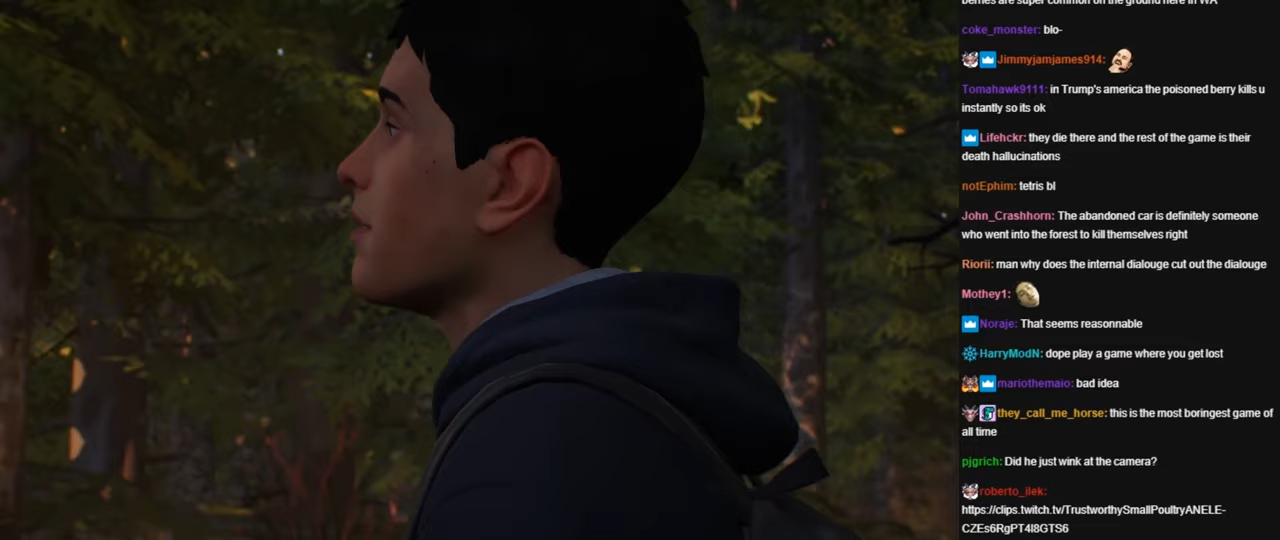 berries are super common on the ground here in WA
coke_monster: blo-
Jimmyjamjames914:
Tomahawk9111: in Trump's america the poisoned berry kills u
instantly so its ok
Lifehckr: they die there and the rest of the game is their
death hallucinations
notEphim: tetris bl
John_Crashhorn: The abandoned car is definitely someone
who went into the forest to kill themselves right
Riorii: man why does the internal dialouge cut out the dialouge
Mothey1:
Noraje: That seems reasonnable
HarryModN: dope play a game where you get lost
mariothemaio: bad idea
they_call_me_horse: this is the most boringest game of
all time
pjgrich: Did he just wink at the camera?
roberto_ilek:
https://clips.twitch.tv/TrustworthySmallPoultryANELE-
CZEs6RgPT4I8GTS6